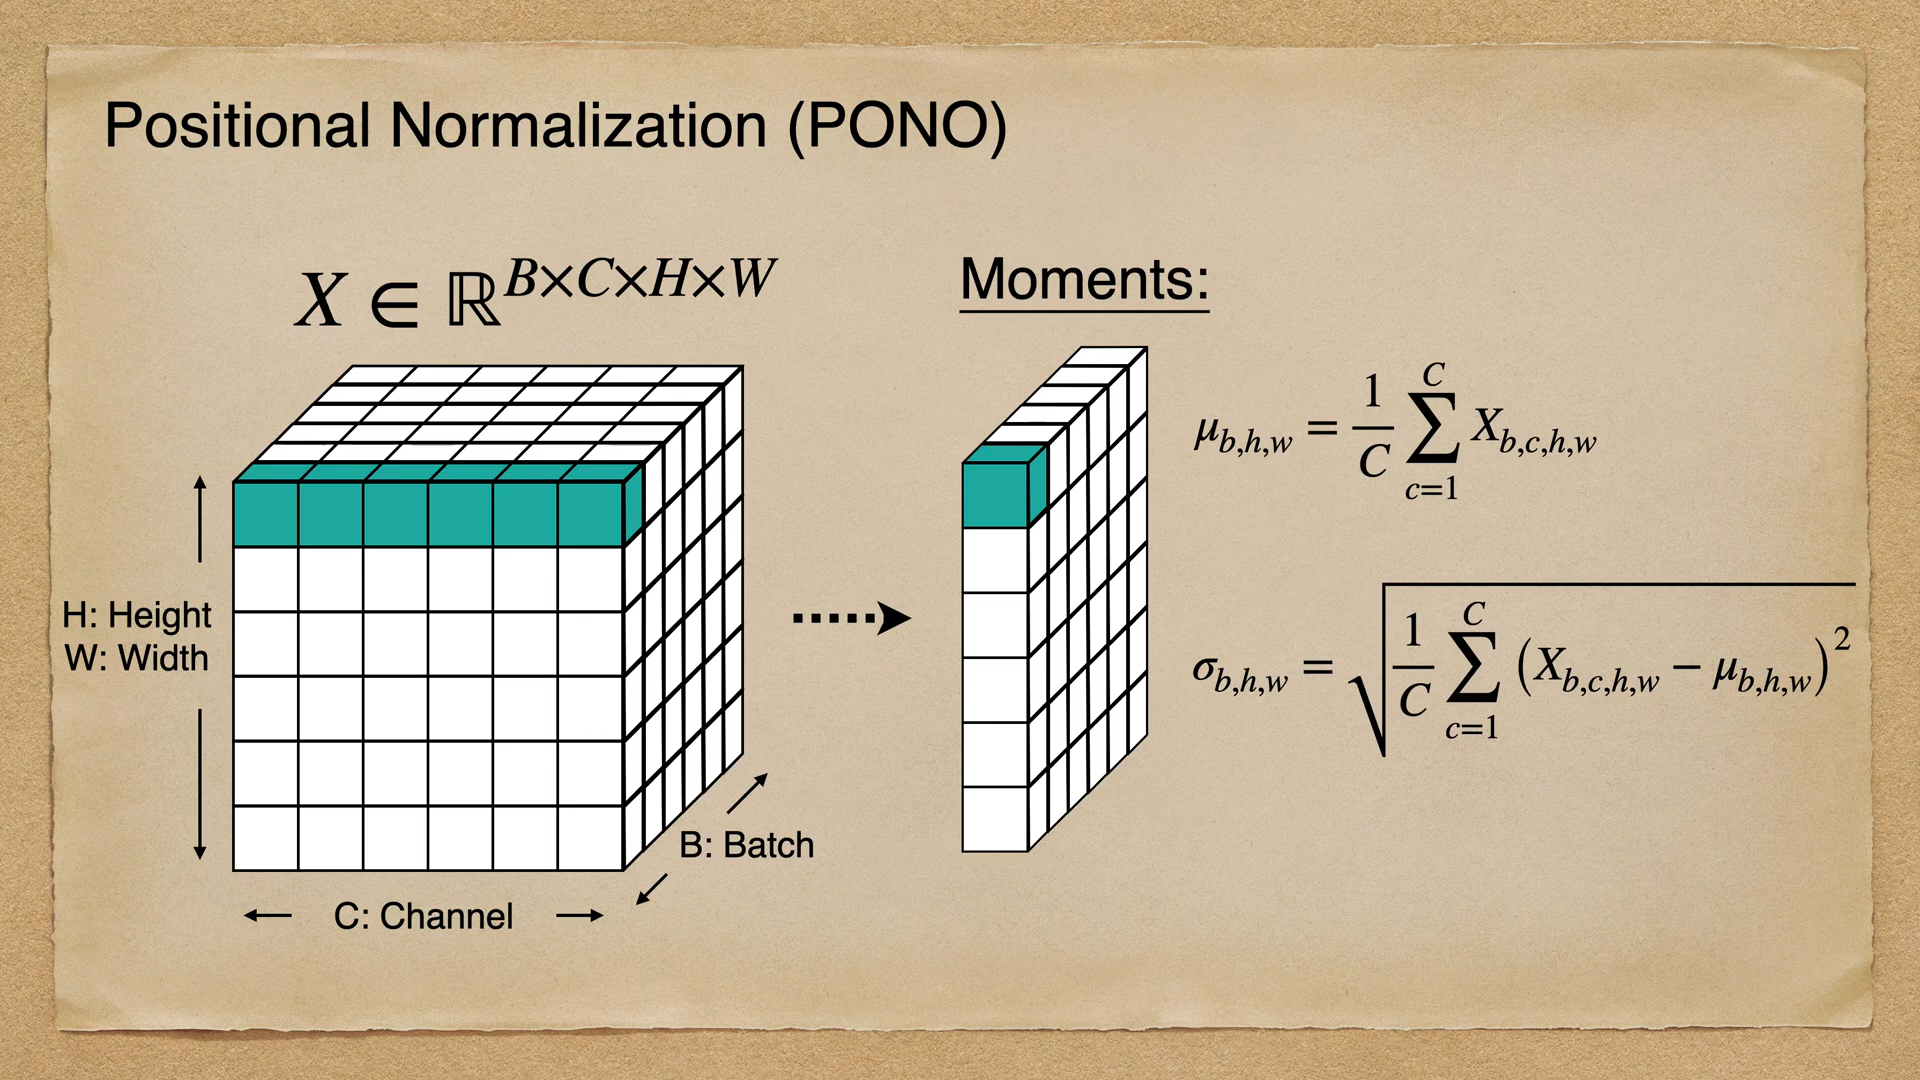 Positional Normalization (PONO)
X ∈ ℝ^{B×C×H×W}
Moments:
μ_{b,h,w} = \frac{1}{C} \sum_{c=1}^{C} X_{b,c,h,w}
σ_{b,h,w} = \sqrt{\frac{1}{C} \sum_{c=1}^{C} (X_{b,c,h,w} − μ_{b,h,w})^2}
H: Height
W: Width
B: Batch
C: Channel